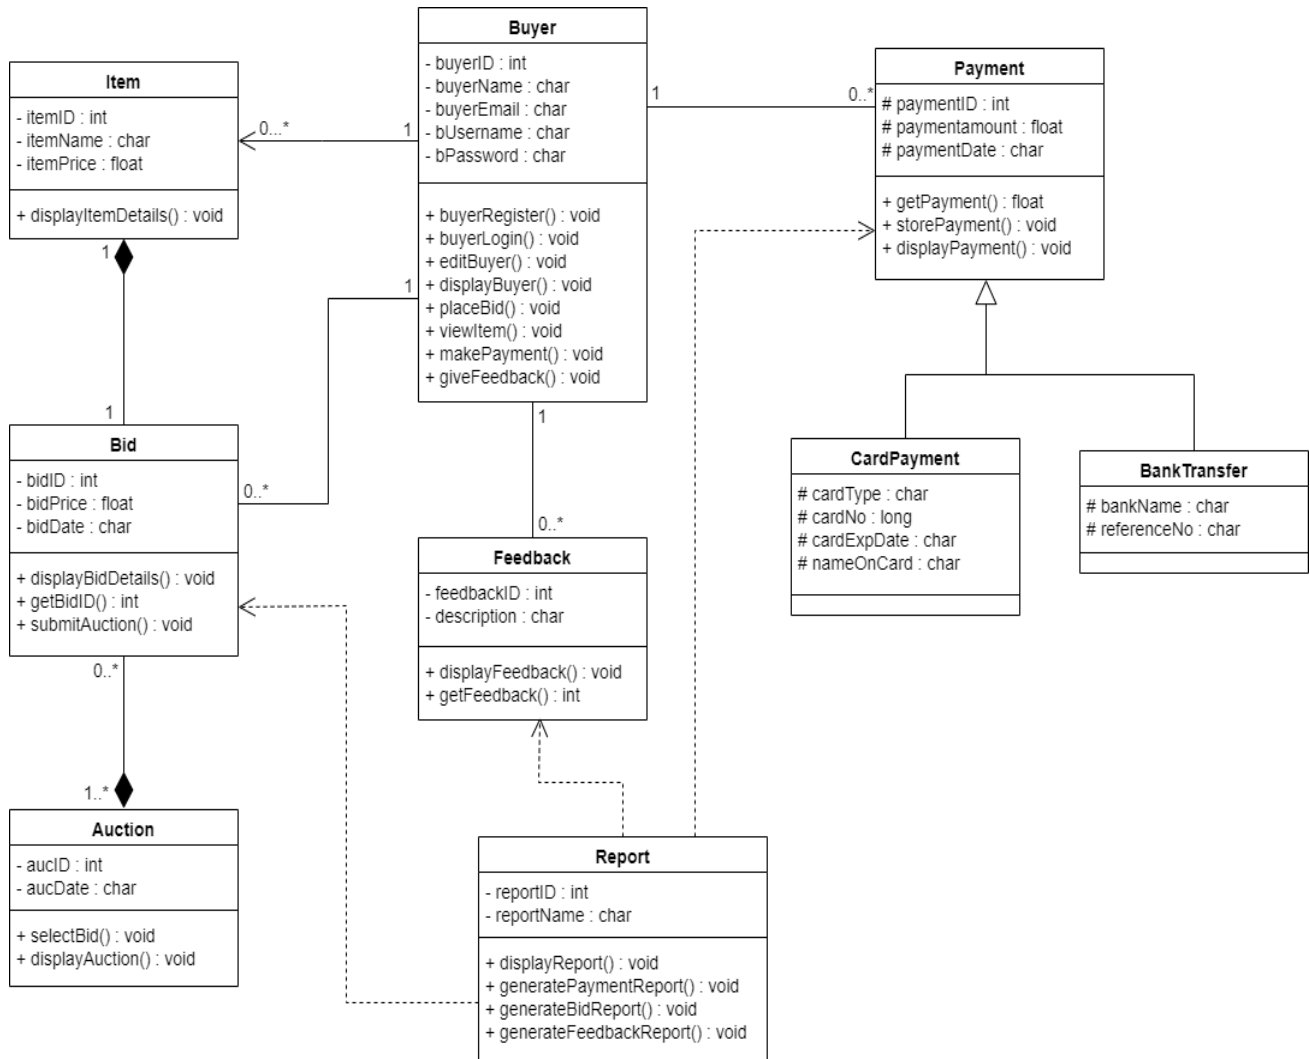 Buyer
- buyerID : int
- buyerName : char
- buyerEmail : char
- bUsername : char
- bPassword : char
+ buyerRegister() : void
+ buyerLogin() : void
+ editBuyer() : void
+ displayBuyer() : void
+ placeBid() : void
+ viewItem() : void
+ makePayment() : void
+ giveFeedback() : void
Item
- itemID : int
- itemName : char
- itemPrice : float
+ displayItemDetails() : void
0...*
1
1
0..*
Payment
# paymentID : int
# paymentamount : float
# paymentDate : char
+ getPayment() : float
+ storePayment() : void
+ displayPayment() : void
1
1
1
0..*
Bid
- bidID : int
- bidPrice : float
- bidDate : char
+ displayBidDetails() : void
+ getBidID() : int
+ submitAuction() : void
1
0..*
Feedback
- feedbackID : int
- description : char
+ displayFeedback() : void
+ getFeedback() : int
CardPayment
# cardType : char
# cardNo : long
# cardExpDate : char
# nameOnCard : char
BankTransfer
# bankName : char
# referenceNo : char
0..*
1..*
Auction
- aucID : int
- aucDate : char
+ selectBid() : void
+ displayAuction() : void
Report
- reportID : int
- reportName : char
+ displayReport() : void
+ generatePaymentReport() : void
+ generateBidReport() : void
+ generateFeedbackReport() : void